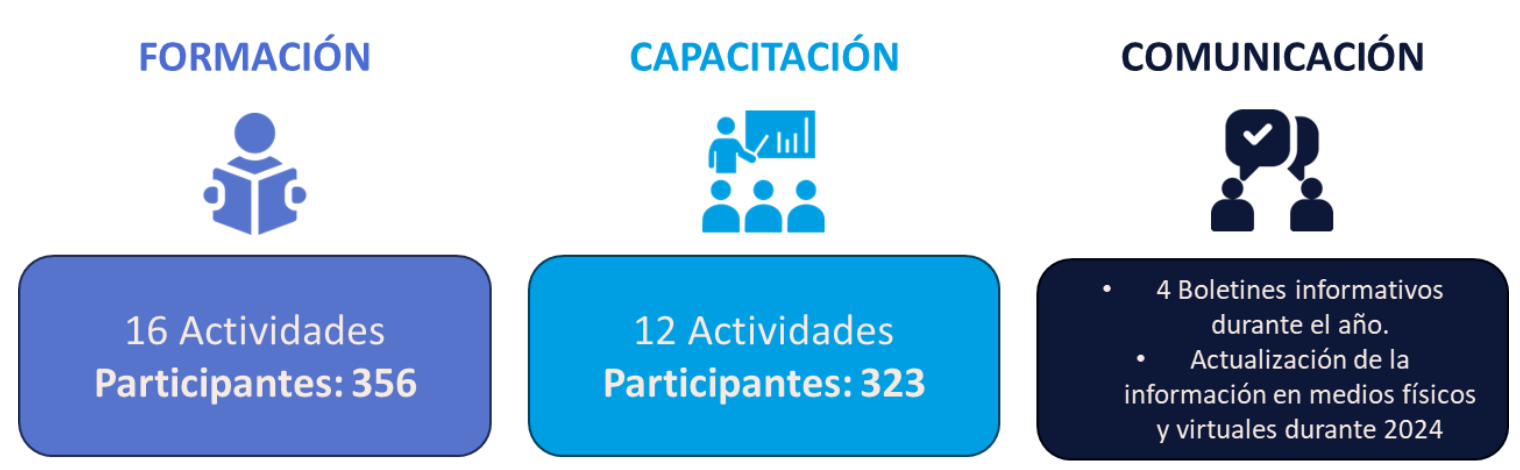 FORMACIÓN
16 Actividades
Participantes: 356
CAPACITACIÓN
12 Actividades
Participantes: 323
COMUNICACIÓN
• 4 Boletines informativos
durante el año.
• Actualización de la
información en medios físicos
y virtuales durante 2024